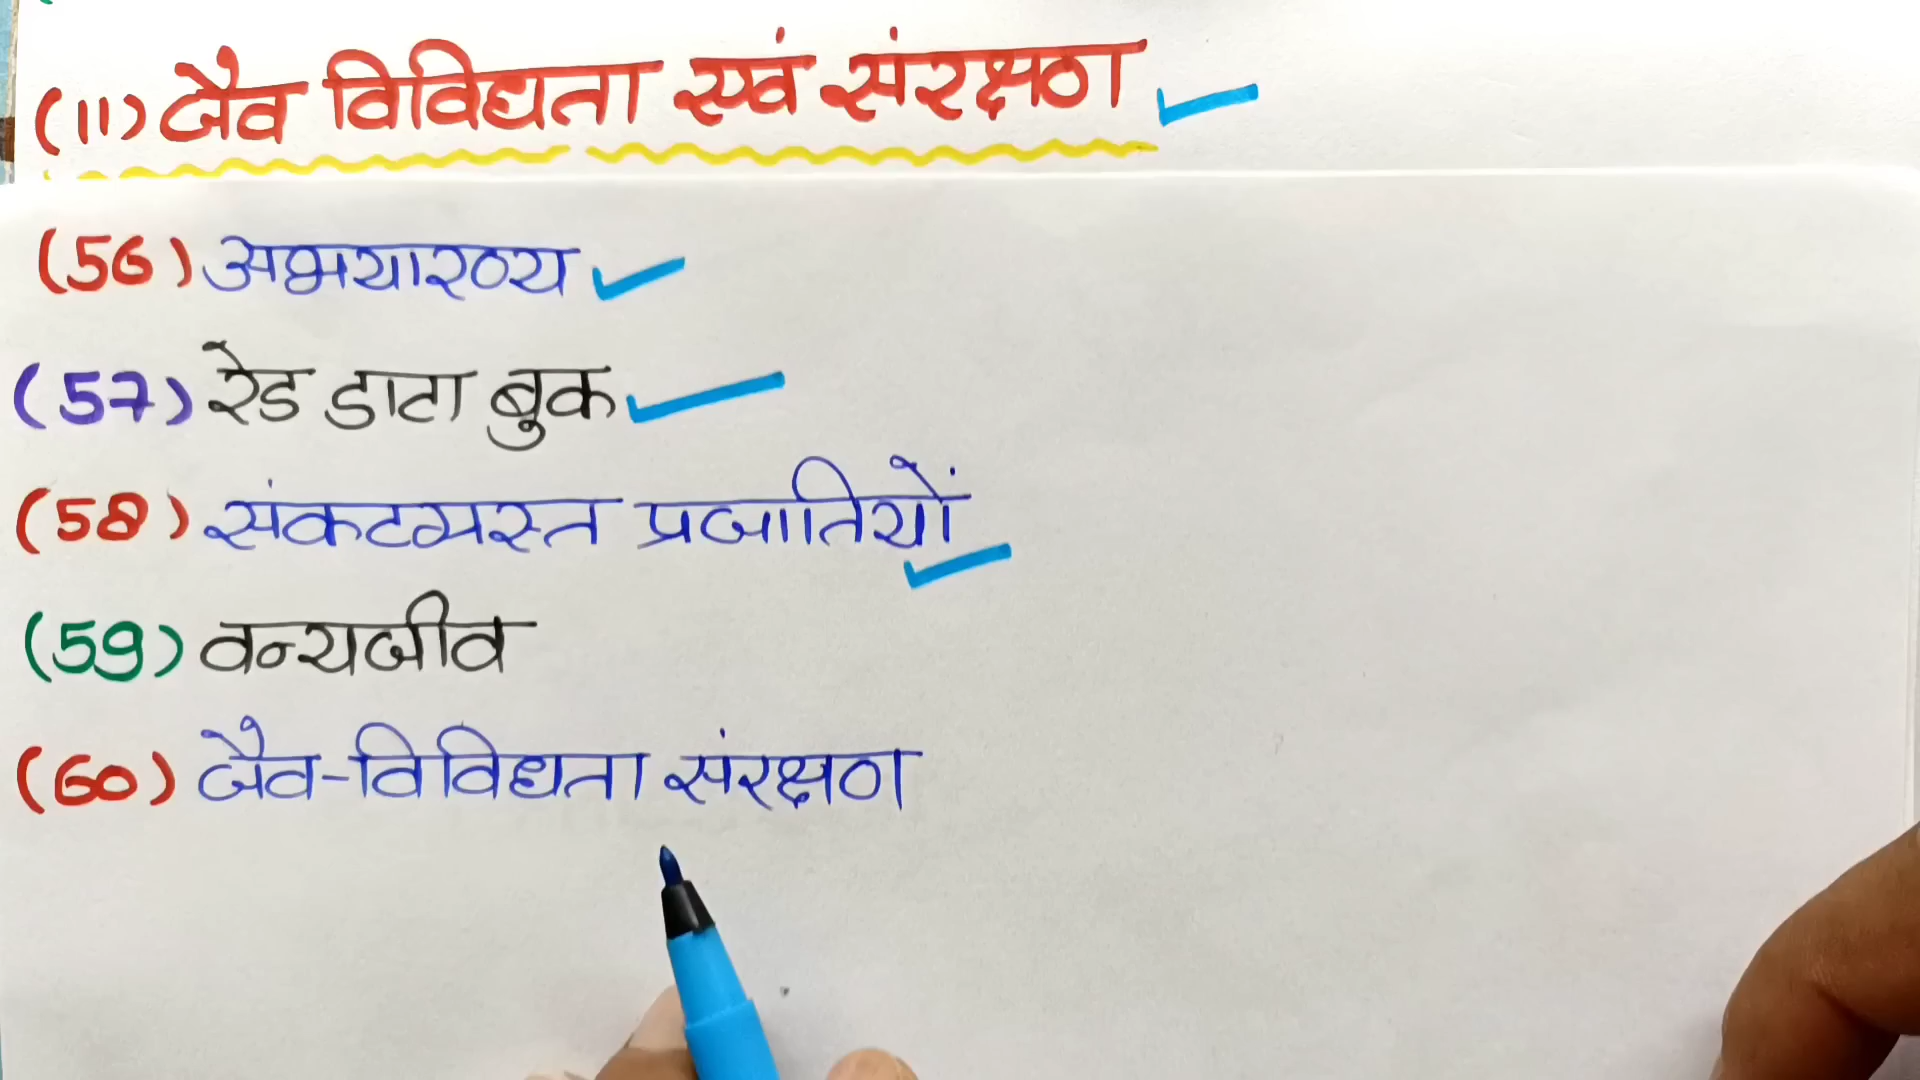 (11) जैव विविधता एवं संरक्षण
(56) अभयारण्य
(57) रेड डाटा बुक
(58) संकटग्रस्त प्रजातियों
(59) वन्यजीव
(60) जैव-विविधता संरक्षण